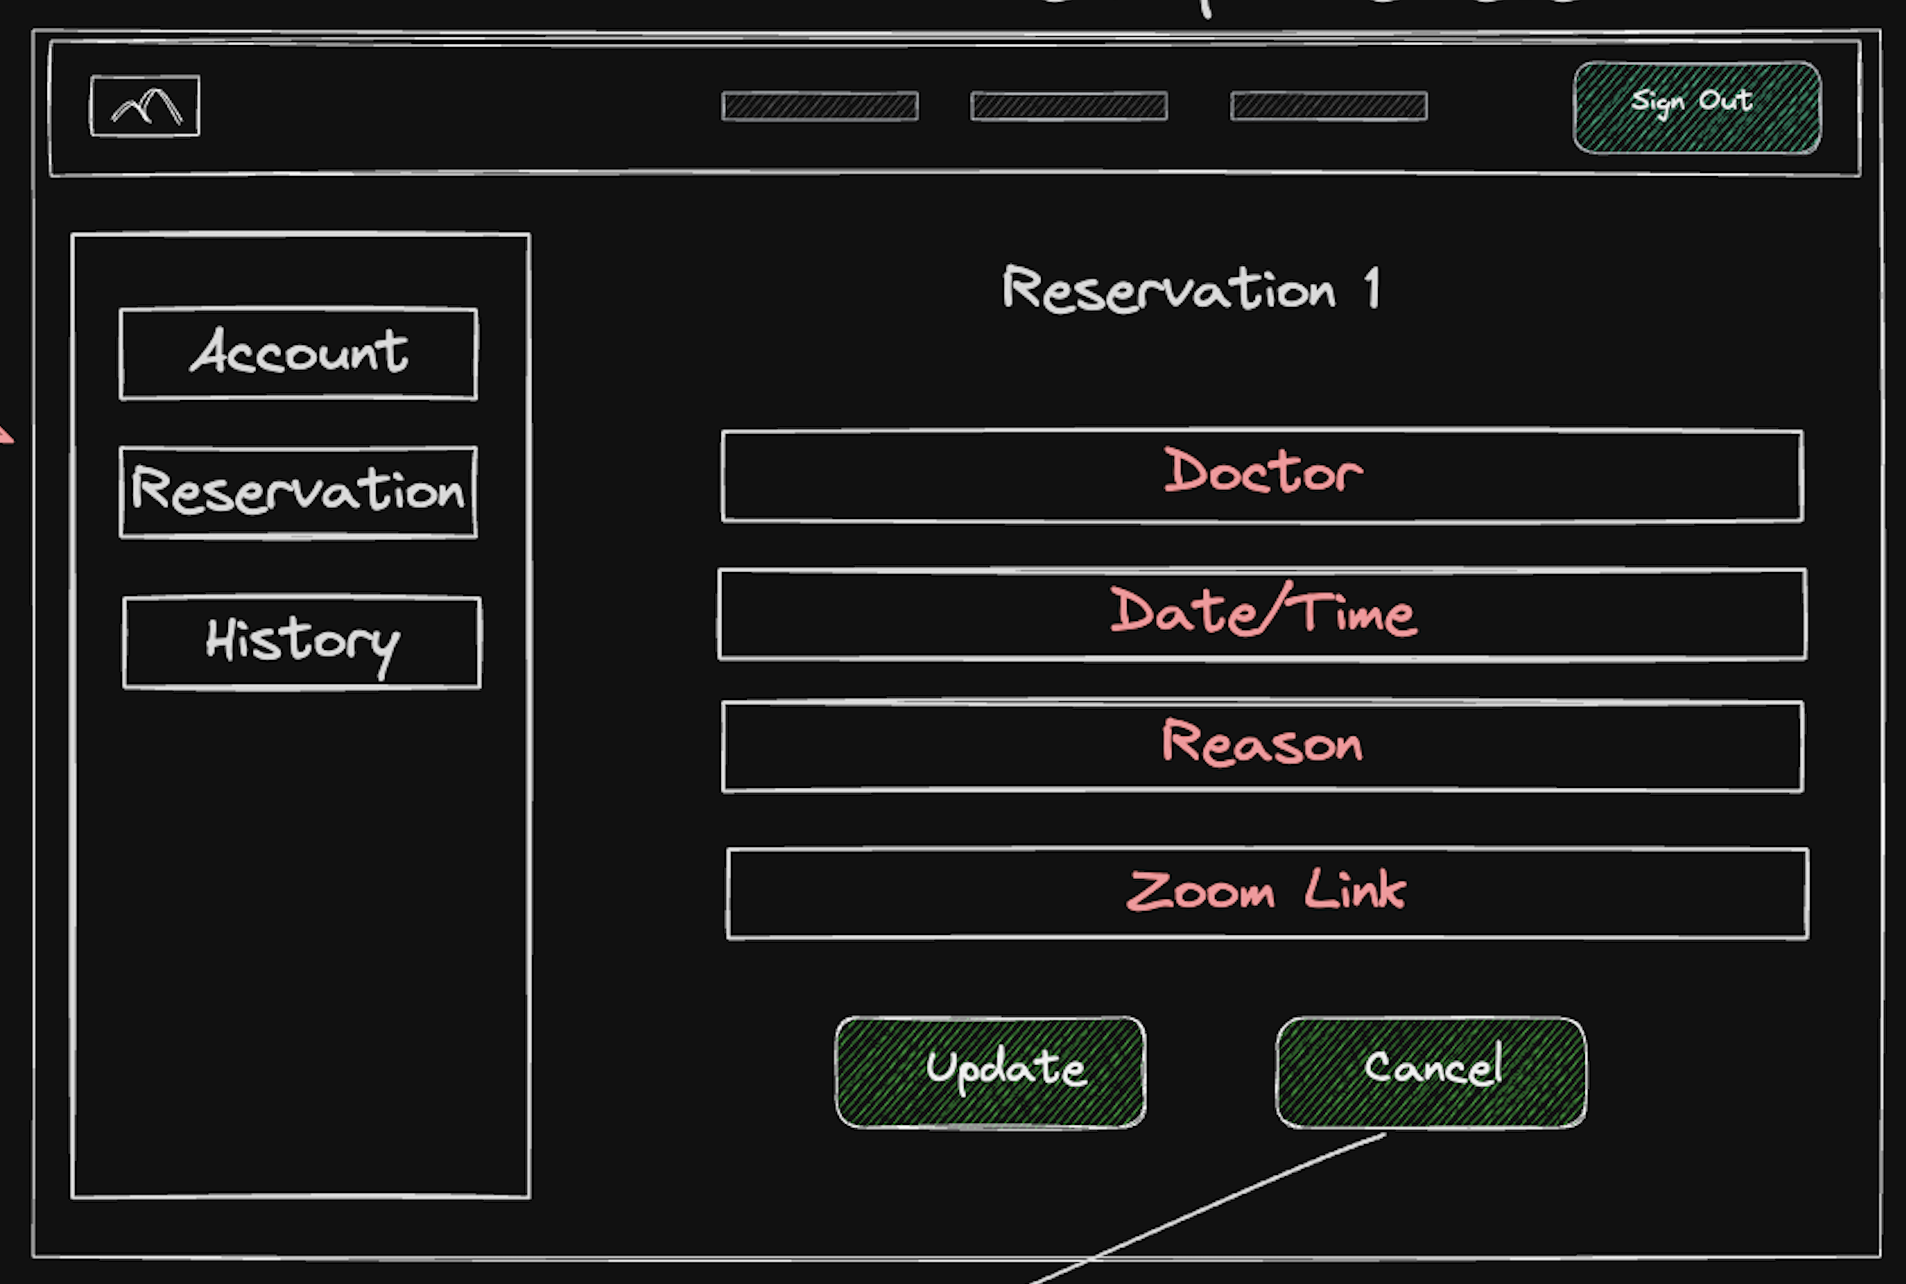 Sign Out
Reservation 1
Account
Reservation
History
Doctor
Date/Time
Reason
Zoom Link
Update
Cancel